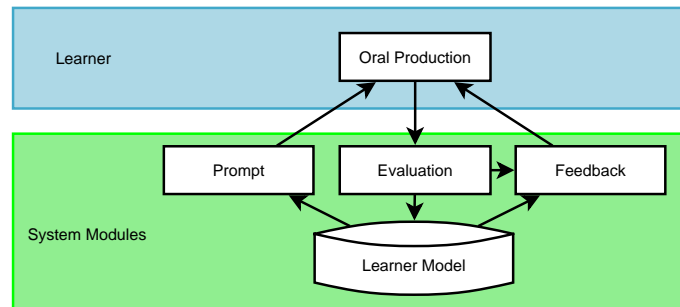 Learner
Oral Production
Prompt
Evaluation
Feedback
System Modules
Learner Model